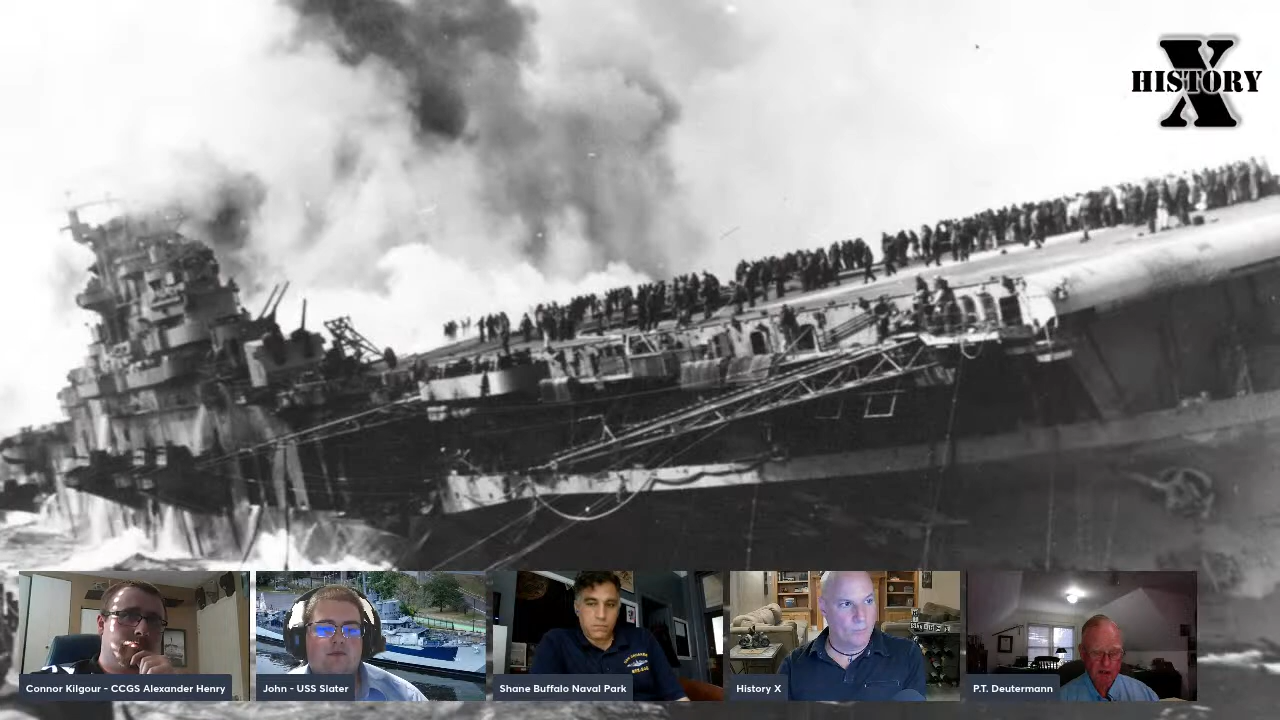 HISTORY X
Connor Kilgour - CCGS Alexander Henry
John - USS Slater
Shane Buffalo Naval Park
History X
P.T. Deutermann